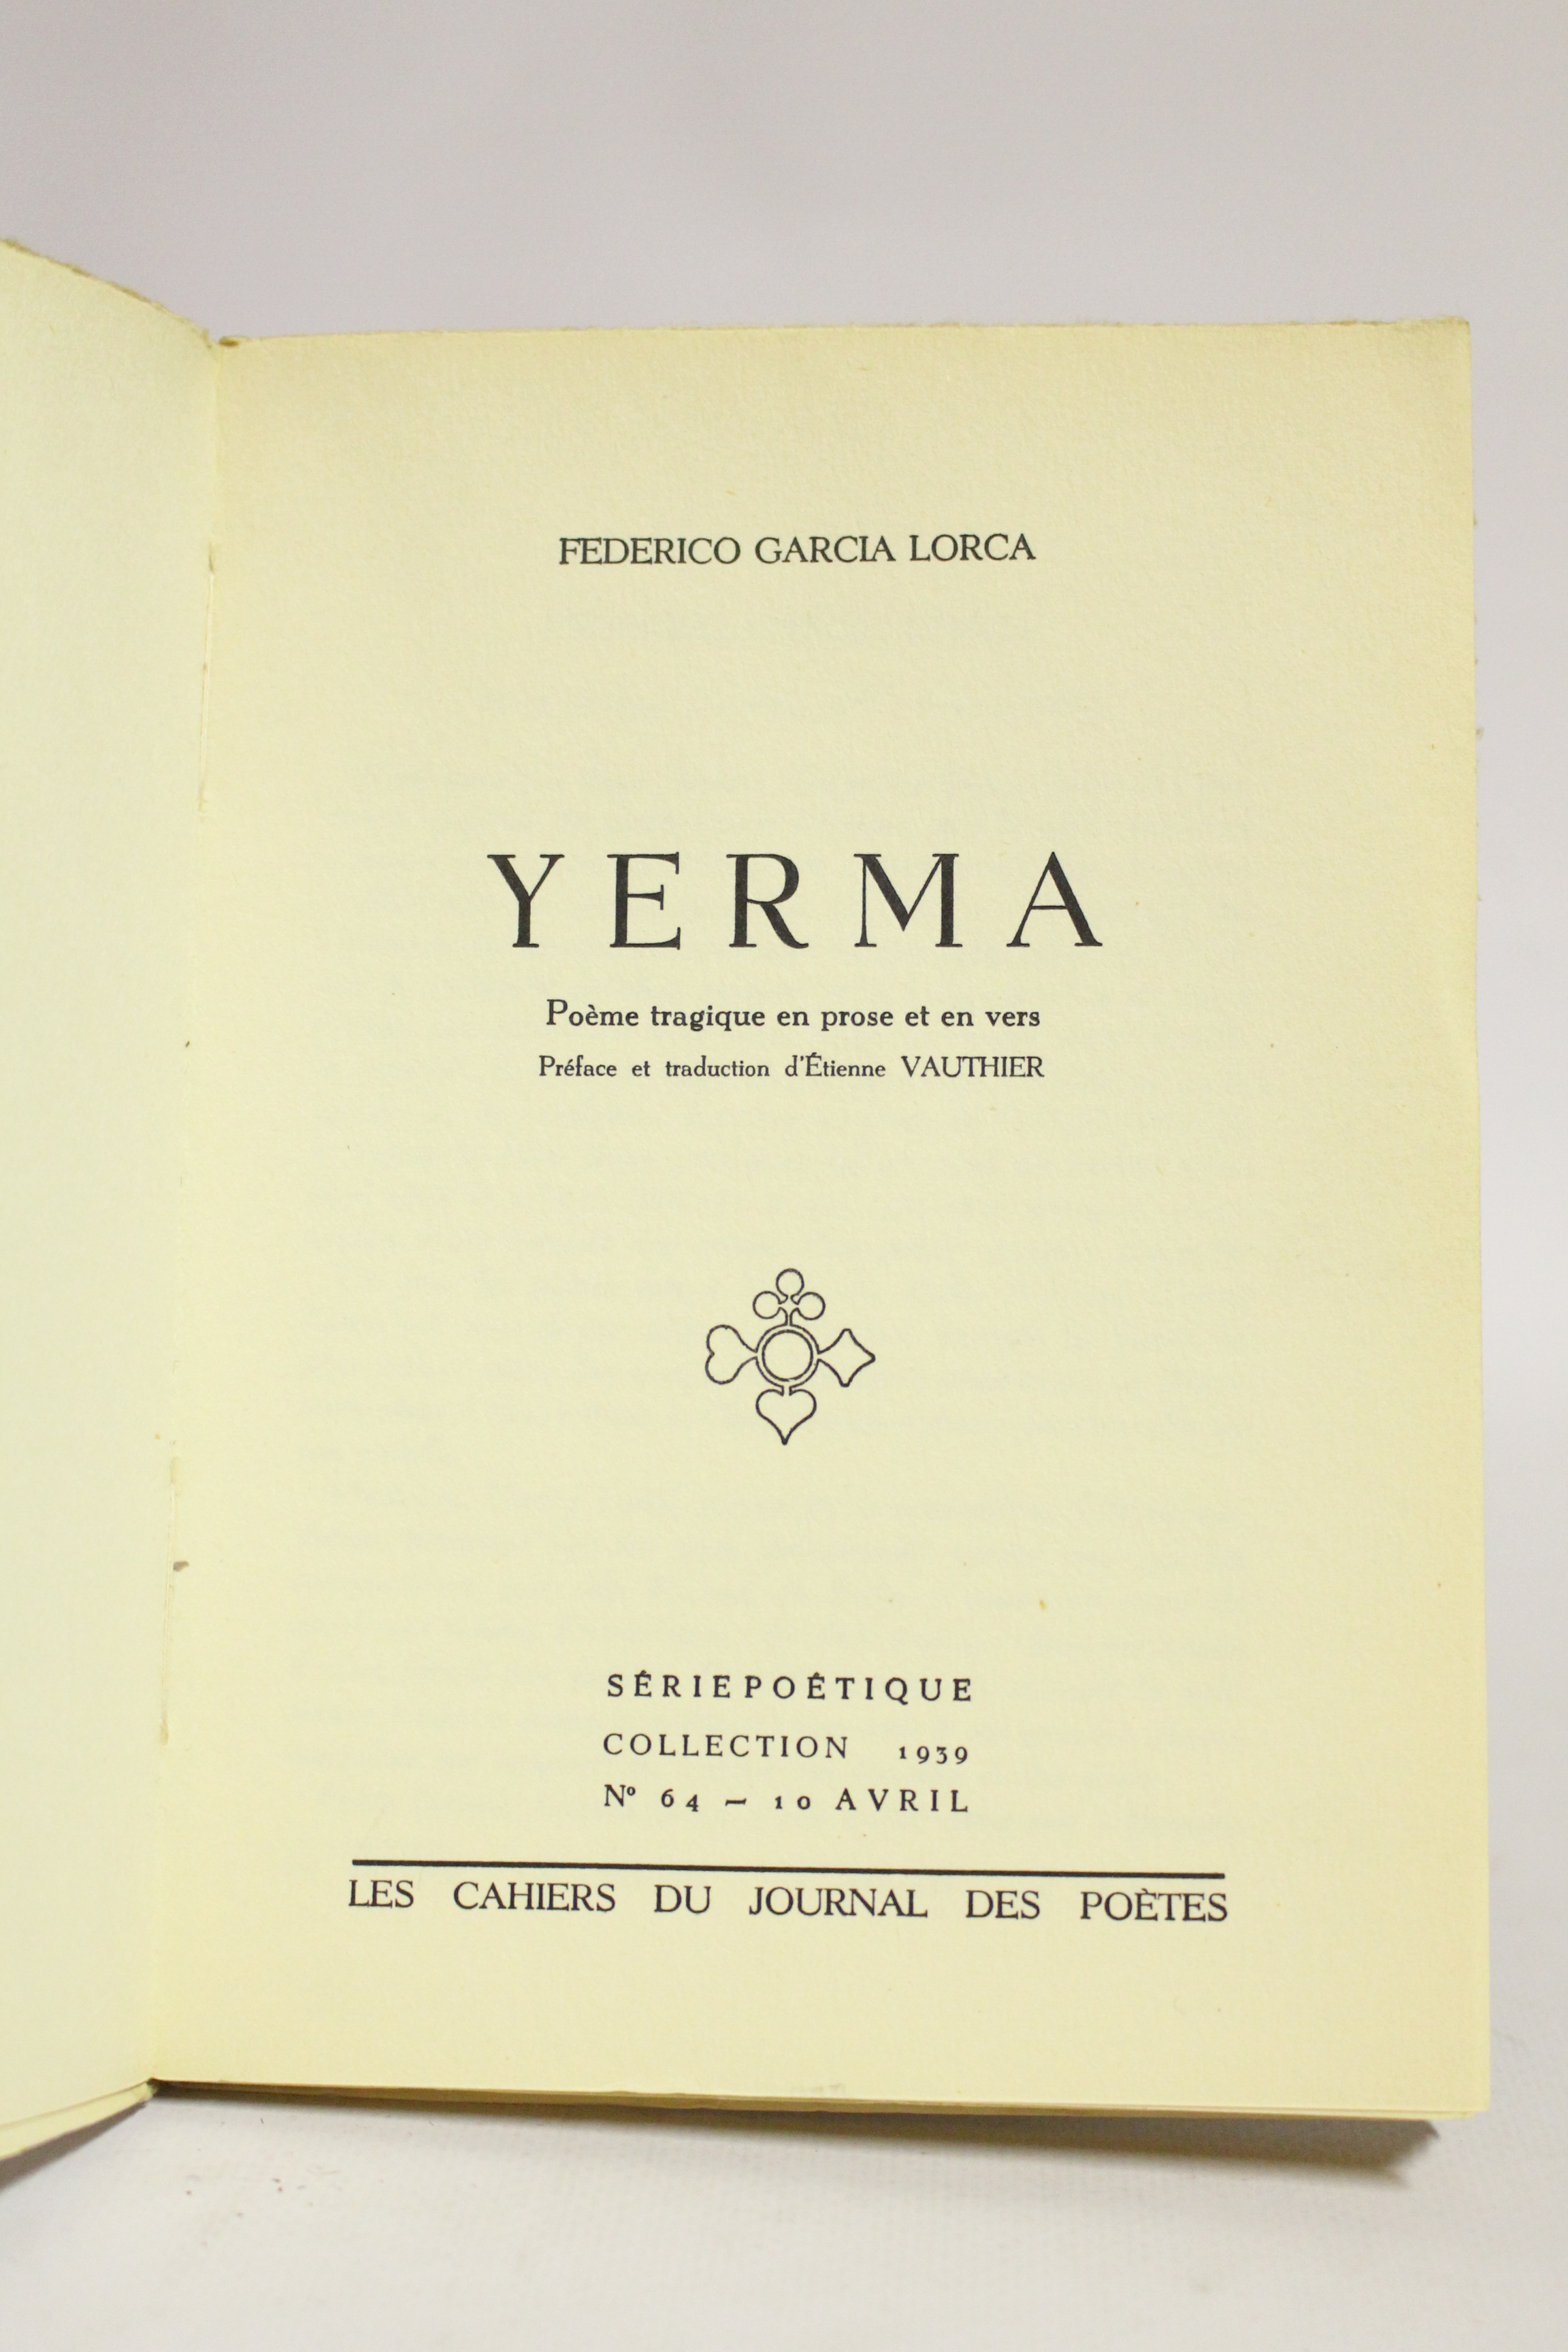 FEDERICO GARCIA LORCA
YERMA
Poème tragique en prose et en vers
Préface et traduction d'Étienne VAUTHIER
SÉRIE POÉTIQUE
COLLECTION 1939
Nº 64 – 10 AVRIL
LES CAHIERS DU JOURNAL DES POÈTES